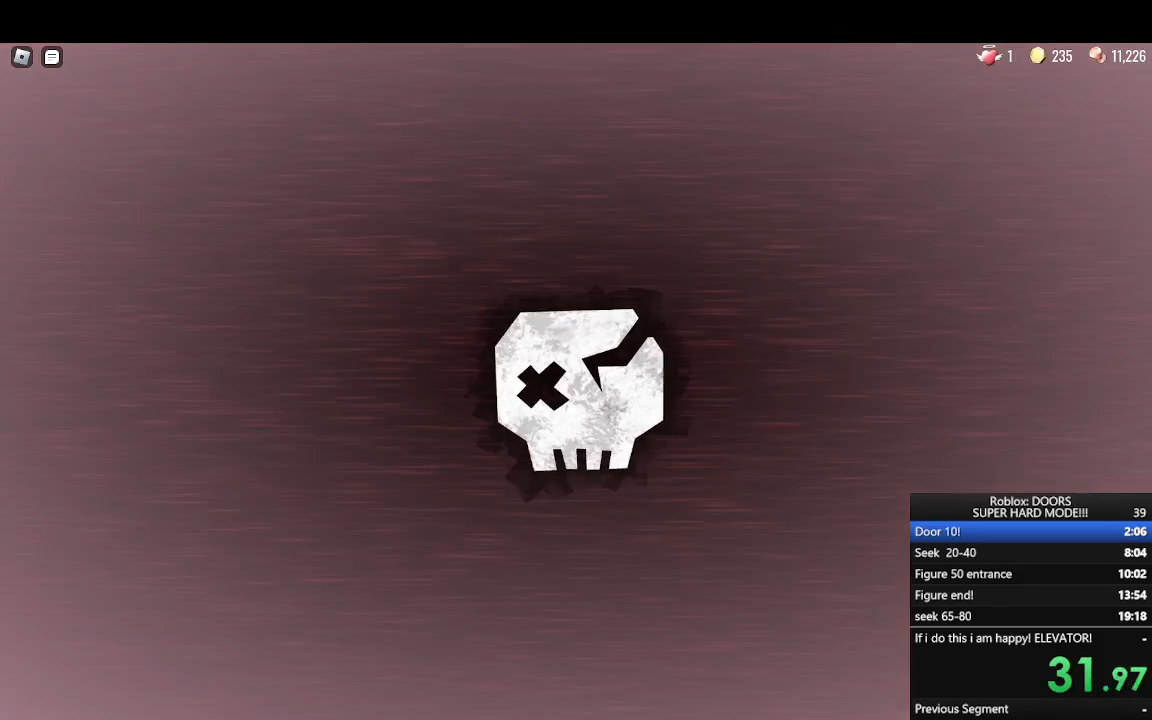 1 235 11,226
Roblox: DOORS
SUPER HARD MODE!!! 39
Door 10! 2:06
Seek 20-40 8:04
Figure 50 entrance 10:02
Figure end! 13:54
seek 65-80 19:18
If i do this i am happy! ELEVATOR! -
31.97
Previous Segment -